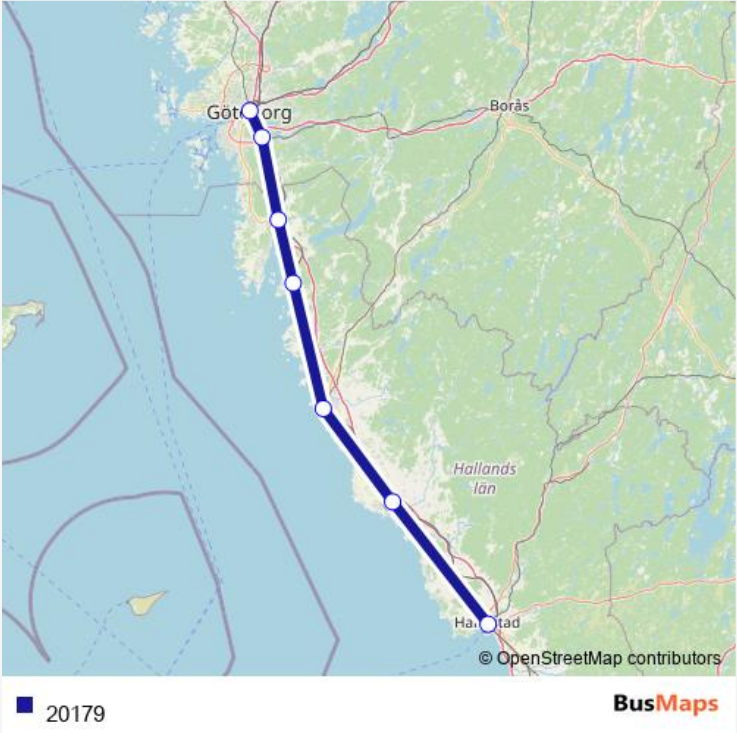 Göteborg
Borås
Hallands
län
Halmstad
© OpenStreetMap contributors
20179
BusMaps